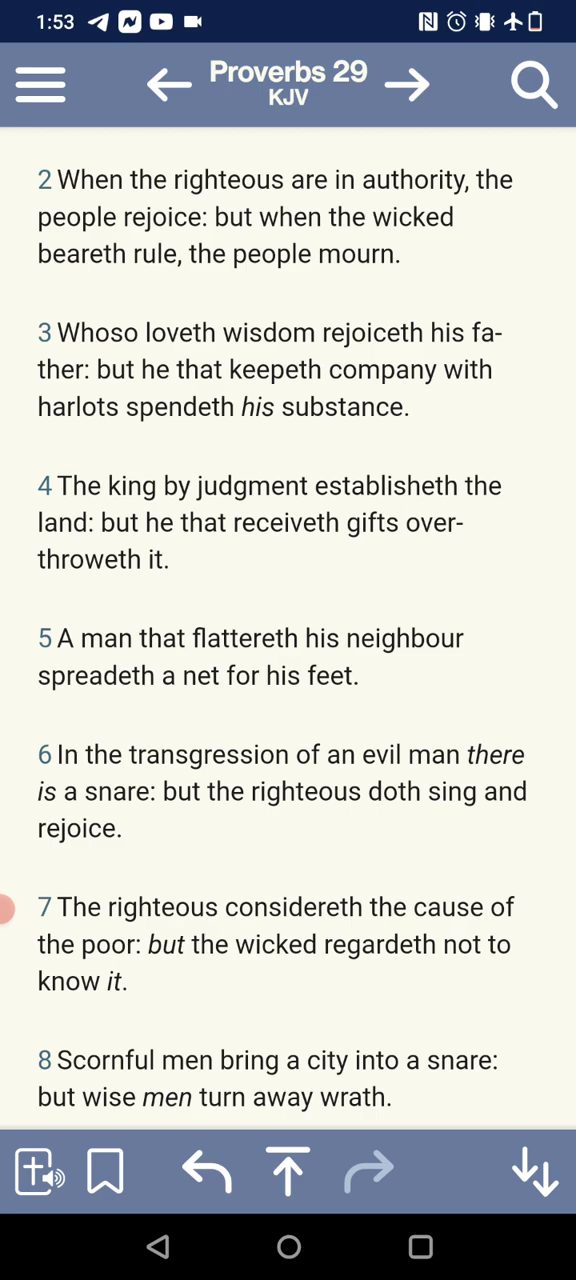 1:53
Proverbs 29
KJV
2 When the righteous are in authority, the
people rejoice: but when the wicked
beareth rule, the people mourn.
3 Whoso loveth wisdom rejoiceth his fa-
ther: but he that keepeth company with
harlots spendeth his substance.
4 The king by judgment establisheth the
land: but he that receiveth gifts over-
throweth it.
5 A man that flattereth his neighbour
spreadeth a net for his feet.
6 In the transgression of an evil man there
is a snare: but the righteous doth sing and
rejoice.
7 The righteous considereth the cause of
the poor: but the wicked regardeth not to
know it.
8 Scornful men bring a city into a snare:
but wise men turn away wrath.